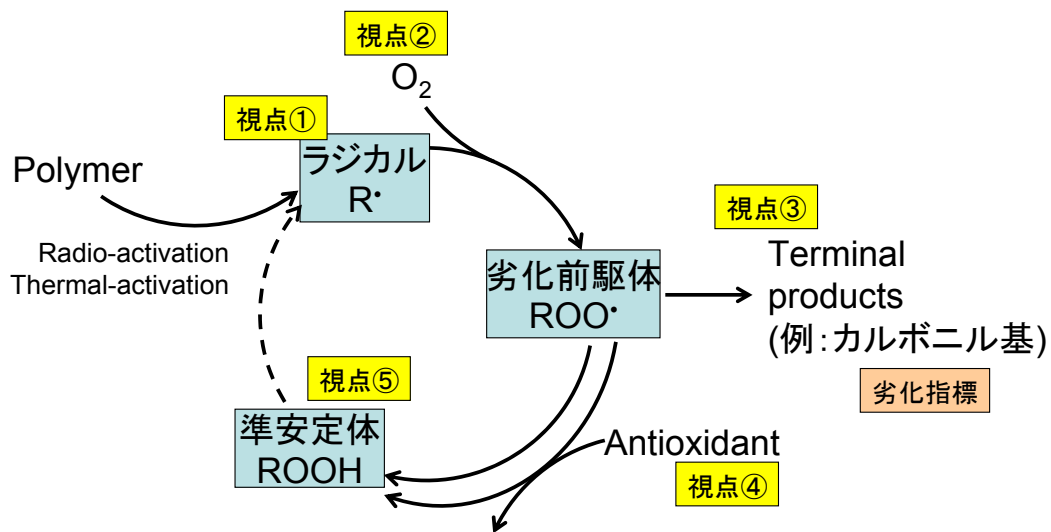 視点②
O₂
視点①
ラジカル
R•
Polymer
Radio-activation
Thermal-activation
視点③
Terminal
products
(例：カルボニル基)
劣化指標
劣化前駆体
ROO•
視点⑤
準安定体
ROOH
Antioxidant
視点④